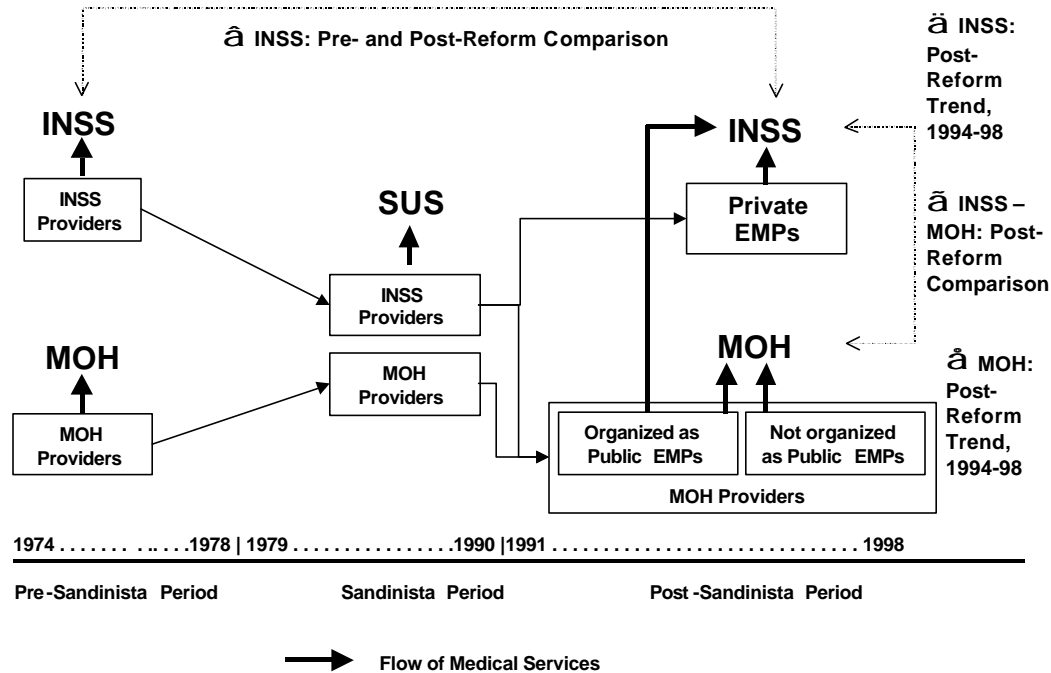 â INSS: Pre- and Post-Reform Comparison
ä INSS:
Post-
Reform
Trend,
1994-98
INSS
INSS
Providers
SUS
INSS
Providers
INSS
Private
EMPs
ã INSS –
MOH: Post-
Reform
Comparison
MOH
MOH
Providers
MOH
Providers
MOH
Organized as
Public EMPs
Not organized
as Public EMPs
MOH Providers
å MOH:
Post-
Reform
Trend,
1994-98
1974 . . . . . . . . .. . . . .1978 | 1979 . . . . . . . . . . . . . . . . .1990 |1991 . . . . . . . . . . . . . . . . . . . . . . . . . . . . . 1998
Pre-Sandinista Period
Sandinista Period
Post-Sandinista Period
Flow of Medical Services